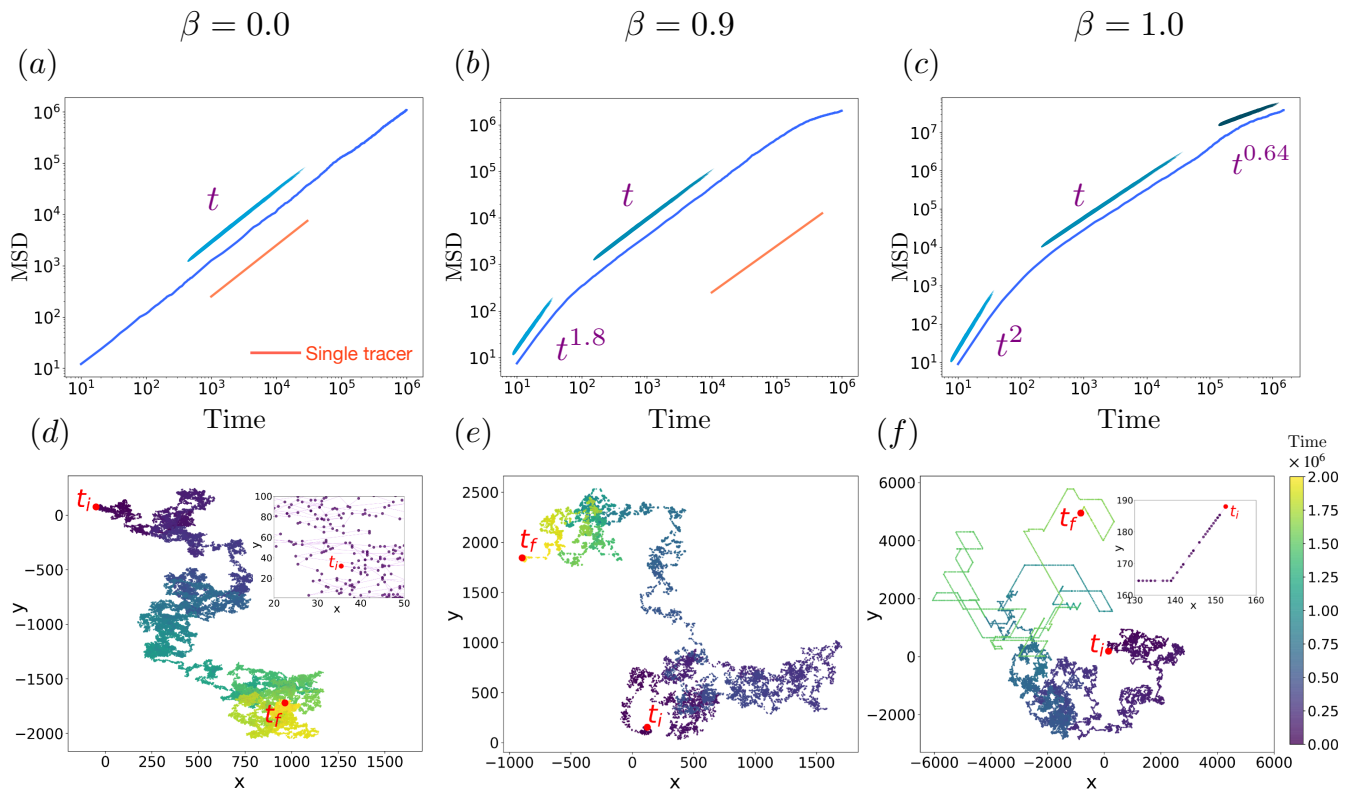 β = 0.0
β = 0.9
β = 1.0
(a)
(b)
(c)
MSD
10^6
10^5
10^4
10^3
10^2
10^1
t
Single tracer
10^1 10^2 10^3 10^4 10^5 10^6
Time
MSD
10^6
10^5
10^4
10^3
10^2
10^1
t
t^1.8
10^1 10^2 10^3 10^4 10^5 10^6
Time
MSD
10^7
10^6
10^5
10^4
10^3
10^2
10^1
t^0.64
t
t^2
10^1 10^2 10^3 10^4 10^5 10^6
Time
(d)
(e)
(f)
y
0
−500
−1000
−1500
−2000
t_i
t_f
0 250 500 750 1000 1250 1500
x
100
80
60
40
20
y
t_i
20 30 40 50
x
y
2500
2000
1500
1000
500
0
t_f
t_i
−1000 −500 0 500 1000 1500
x
y
6000
4000
2000
0
−2000
t_f
t_i
−6000 −4000 −2000 0 2000 4000 6000
x
190
180
170
160
y
t_i
130 140 150 160
x
Time
×10^6
2.00
1.75
1.50
1.25
1.00
0.75
0.50
0.25
0.00